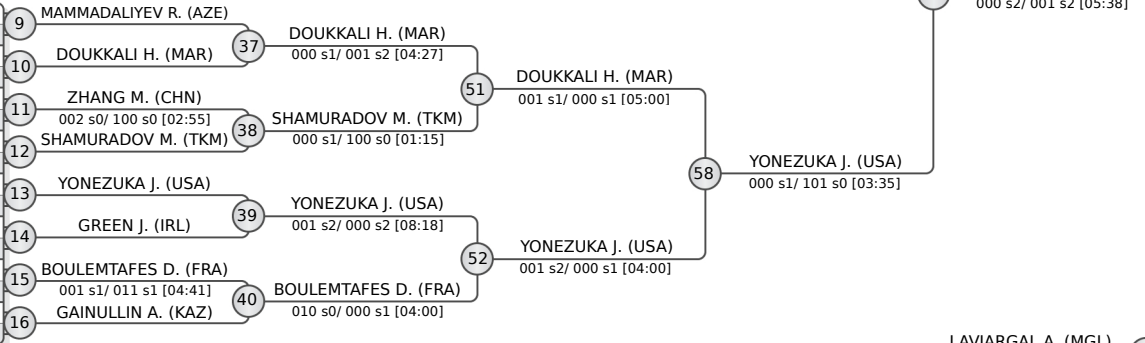 000 s2/ 001 s2 [05:38]
9
MAMMADALIYEV R. (AZE)
37
DOUKKALI H. (MAR)
000 s1/ 001 s2 [04:27]
10
DOUKKALI H. (MAR)
51
DOUKKALI H. (MAR)
001 s1/ 000 s1 [05:00]
11
ZHANG M. (CHN)
002 s0/ 100 s0 [02:55]
38
SHAMURADOV M. (TKM)
000 s1/ 100 s0 [01:15]
12
SHAMURADOV M. (TKM)
58
YONEZUKA J. (USA)
000 s1/ 101 s0 [03:35]
13
YONEZUKA J. (USA)
39
YONEZUKA J. (USA)
001 s2/ 000 s2 [08:18]
14
GREEN J. (IRL)
52
YONEZUKA J. (USA)
001 s2/ 000 s1 [04:00]
15
BOULEMTAFES D. (FRA)
001 s1/ 011 s1 [04:41]
40
BOULEMTAFES D. (FRA)
010 s0/ 000 s1 [04:00]
16
GAINULLIN A. (KAZ)